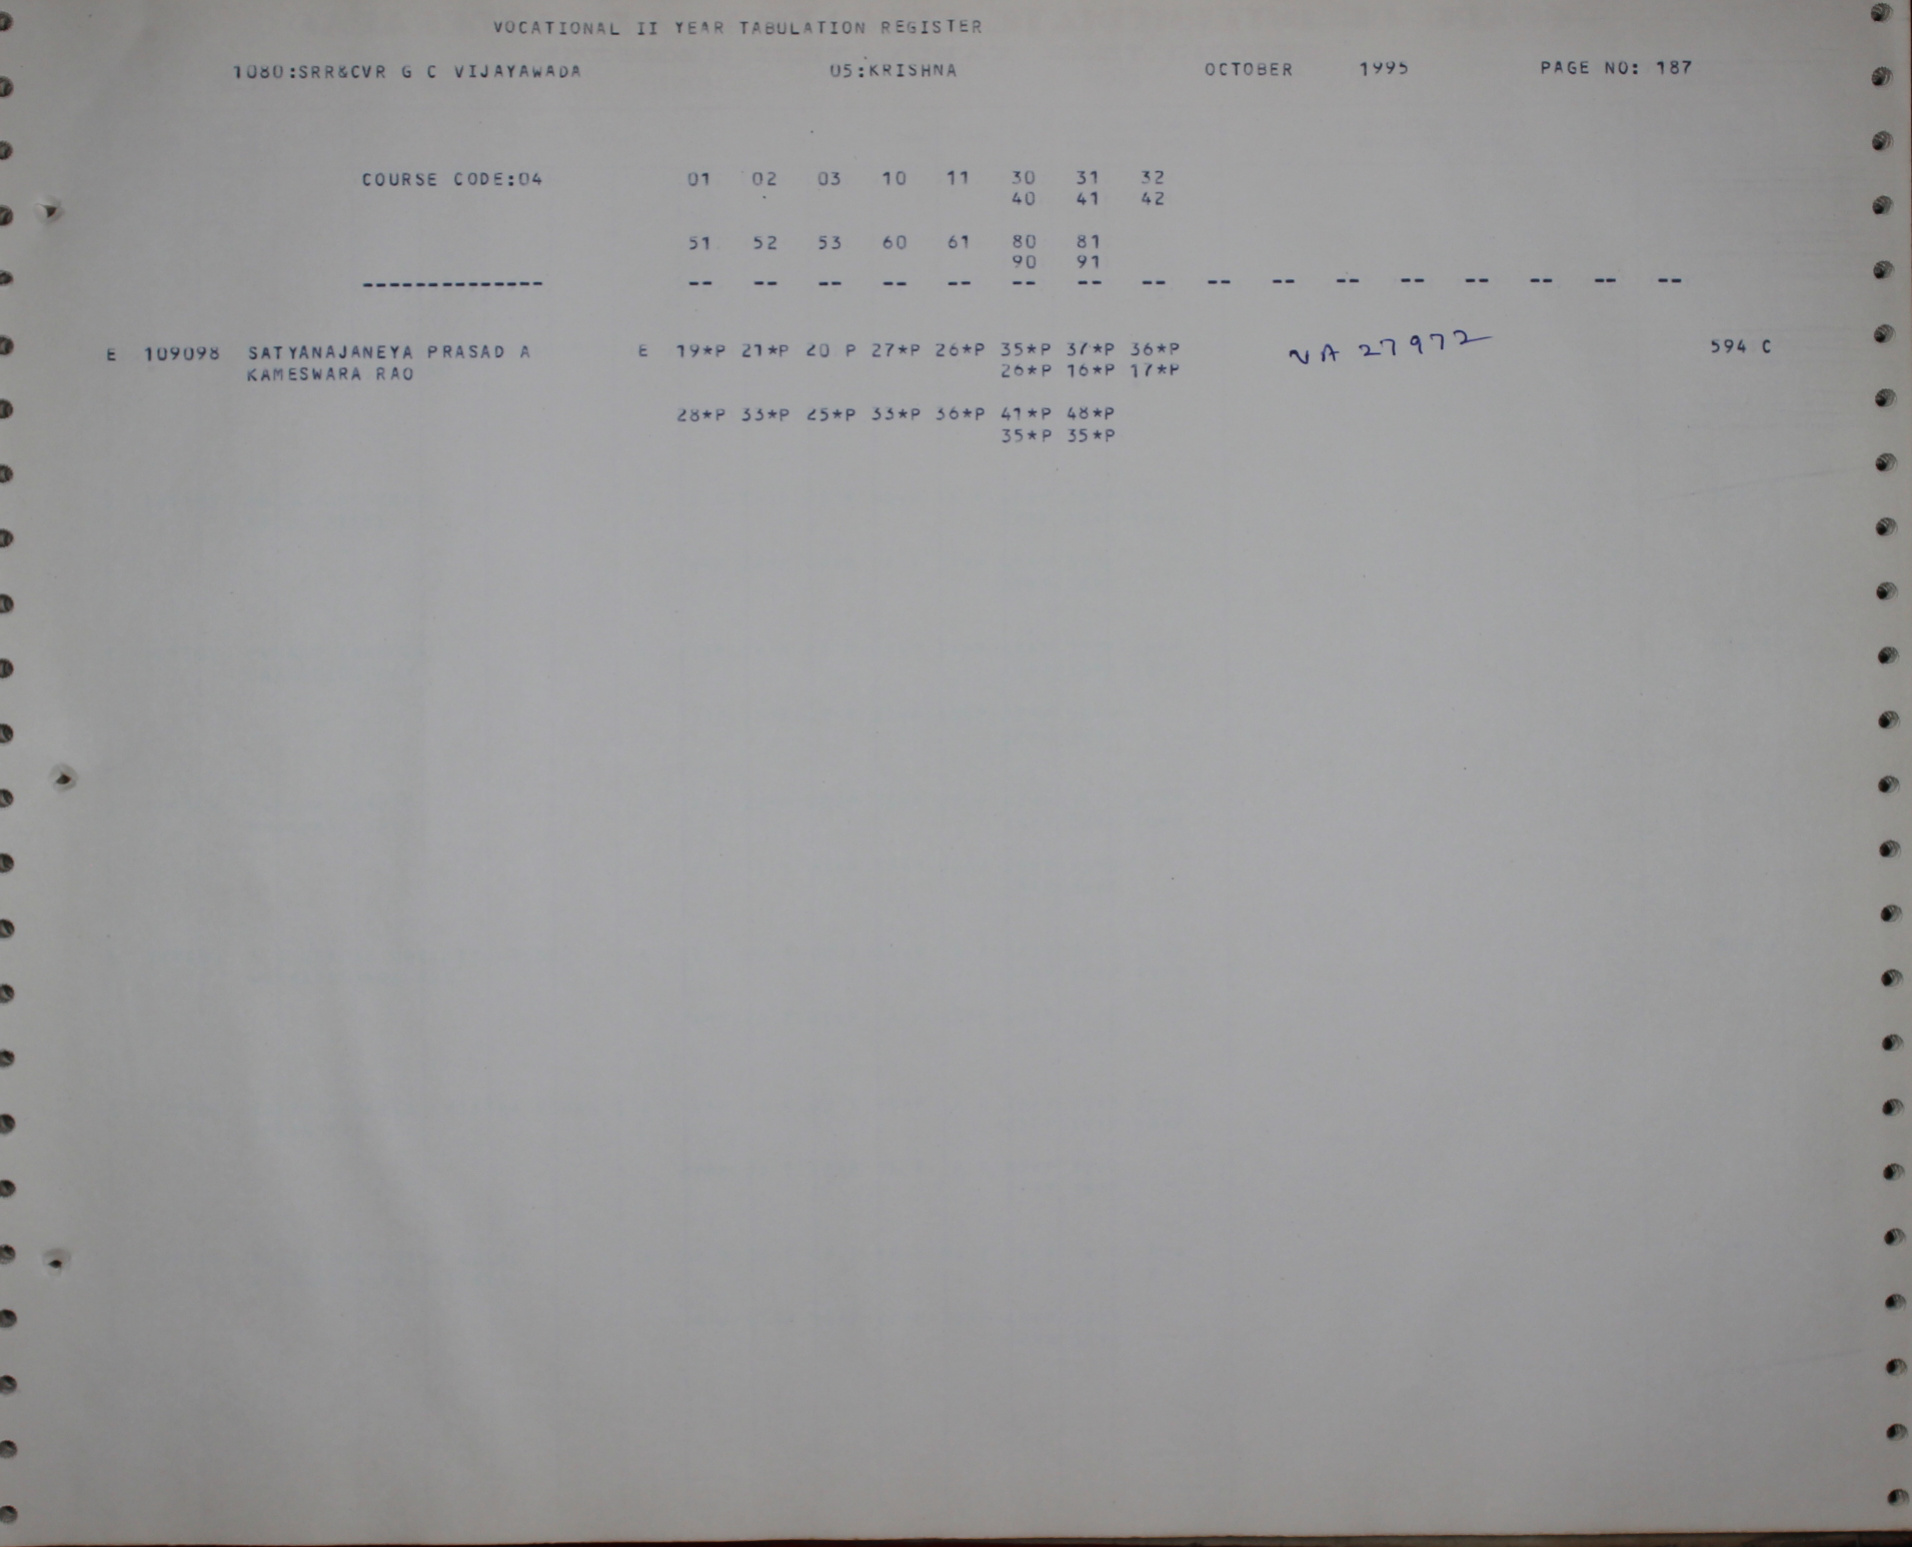 VOCATIONAL II YEAR TABULATION REGISTER
1080:SRR&CVR G C VIJAYAWADA 05:KRISHNA OCTOBER 1995 PAGE NO: 187
COURSE CODE:04 01 02 03 10 11 30 31 32
40 41 42
51 52 53 60 61 80 81
90 91
-------------- -- -- -- -- -- -- -- -- -- -- -- -- -- -- -- --
E 109098 SATYANAJANEYA PRASAD A E 19*P 21*P 20 P 27*P 26*P 35*P 37*P 36*P VA 27972 594 C
KAMESWARA RAO 26*P 16*P 17*P
28*P 33*P 25*P 33*P 36*P 41*P 48*P
35*P 35*P